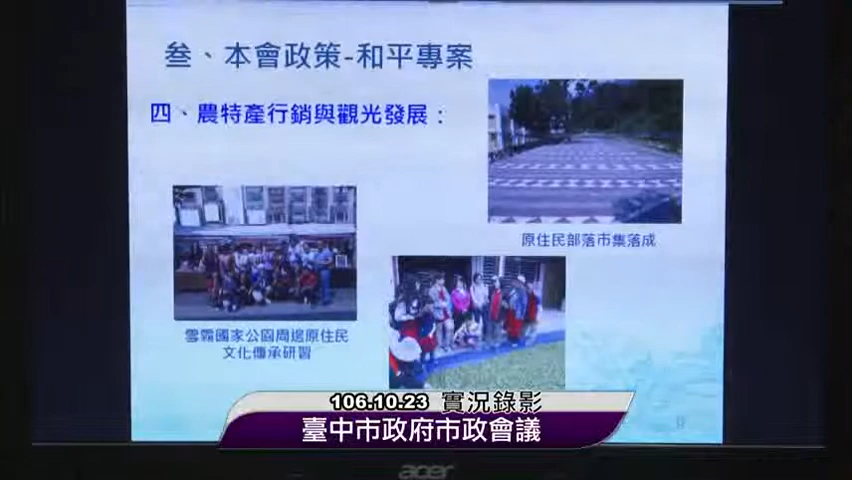 叁、本會政策-和平專案
四、農特產行銷與觀光發展：
原住民部落市集落成
雪霸國家公園周邊原住民
文化傳承研習
106.10.23 實況錄影
臺中市政府市政會議
acer